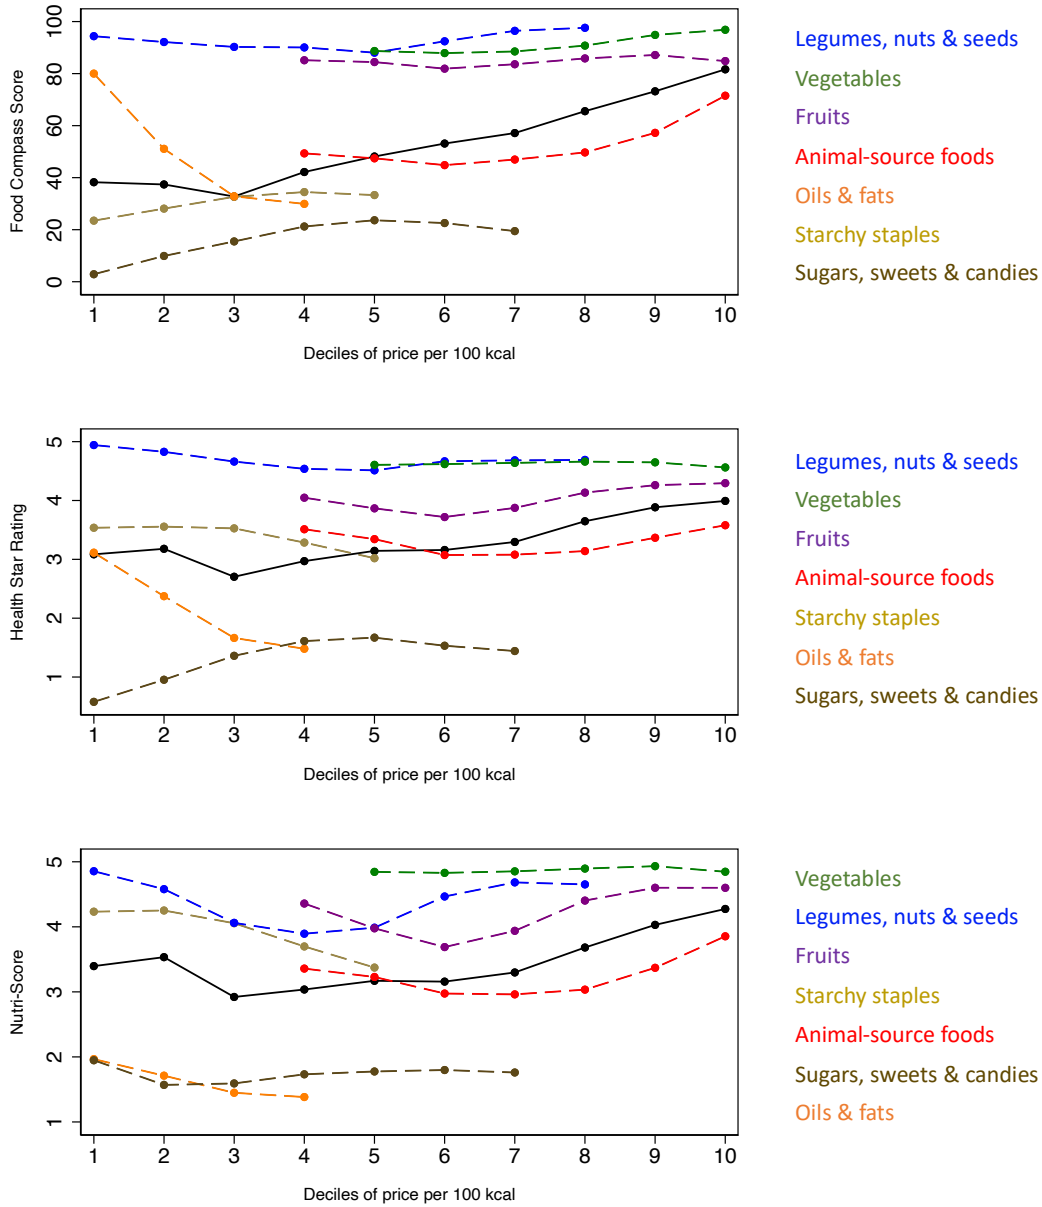 Food Compass Score
100
80
60
40
20
0
1 2 3 4 5 6 7 8 9 10
Deciles of price per 100 kcal
Legumes, nuts & seeds
Vegetables
Fruits
Animal-source foods
Oils & fats
Starchy staples
Sugars, sweets & candies
Health Star Rating
5
4
3
2
1
1 2 3 4 5 6 7 8 9 10
Deciles of price per 100 kcal
Legumes, nuts & seeds
Vegetables
Fruits
Animal-source foods
Starchy staples
Oils & fats
Sugars, sweets & candies
Nutri-Score
5
4
3
2
1
1 2 3 4 5 6 7 8 9 10
Deciles of price per 100 kcal
Vegetables
Legumes, nuts & seeds
Fruits
Starchy staples
Animal-source foods
Sugars, sweets & candies
Oils & fats